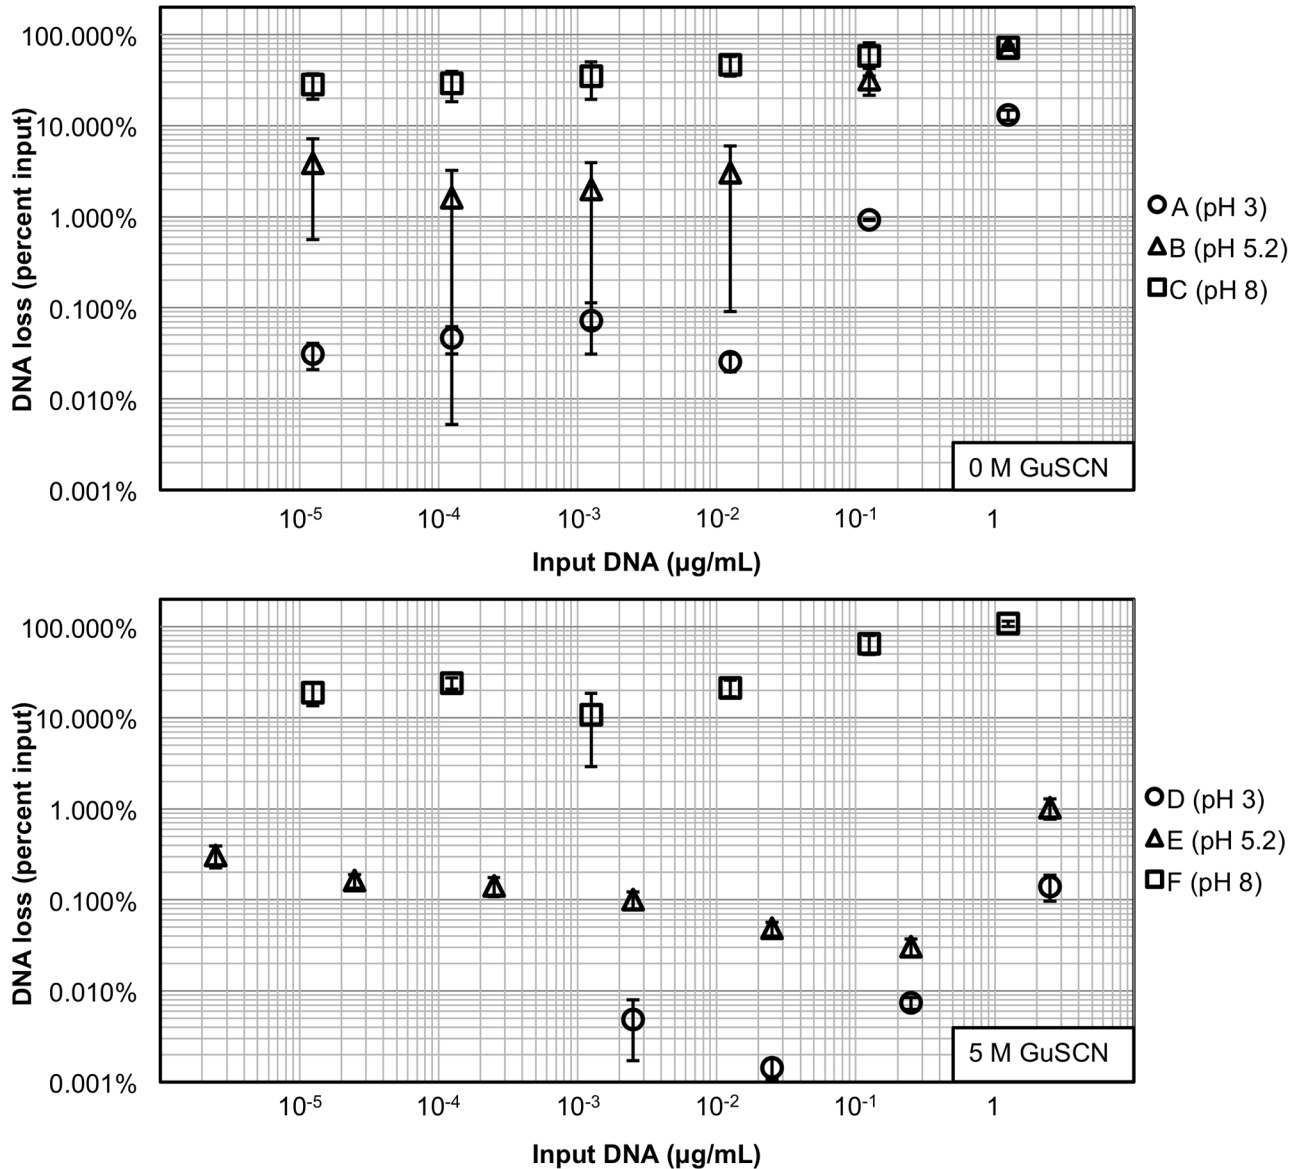 100.000%
10.000%
1.000%
0.100%
0.010%
0.001%
DNA loss (percent input)
10⁻⁵ 10⁻⁴ 10⁻³ 10⁻² 10⁻¹ 1
Input DNA (µg/mL)
0 M GuSCN
A (pH 3)
B (pH 5.2)
C (pH 8)
100.000%
10.000%
1.000%
0.100%
0.010%
0.001%
DNA loss (percent input)
10⁻⁵ 10⁻⁴ 10⁻³ 10⁻² 10⁻¹ 1
Input DNA (µg/mL)
5 M GuSCN
D (pH 3)
E (pH 5.2)
F (pH 8)